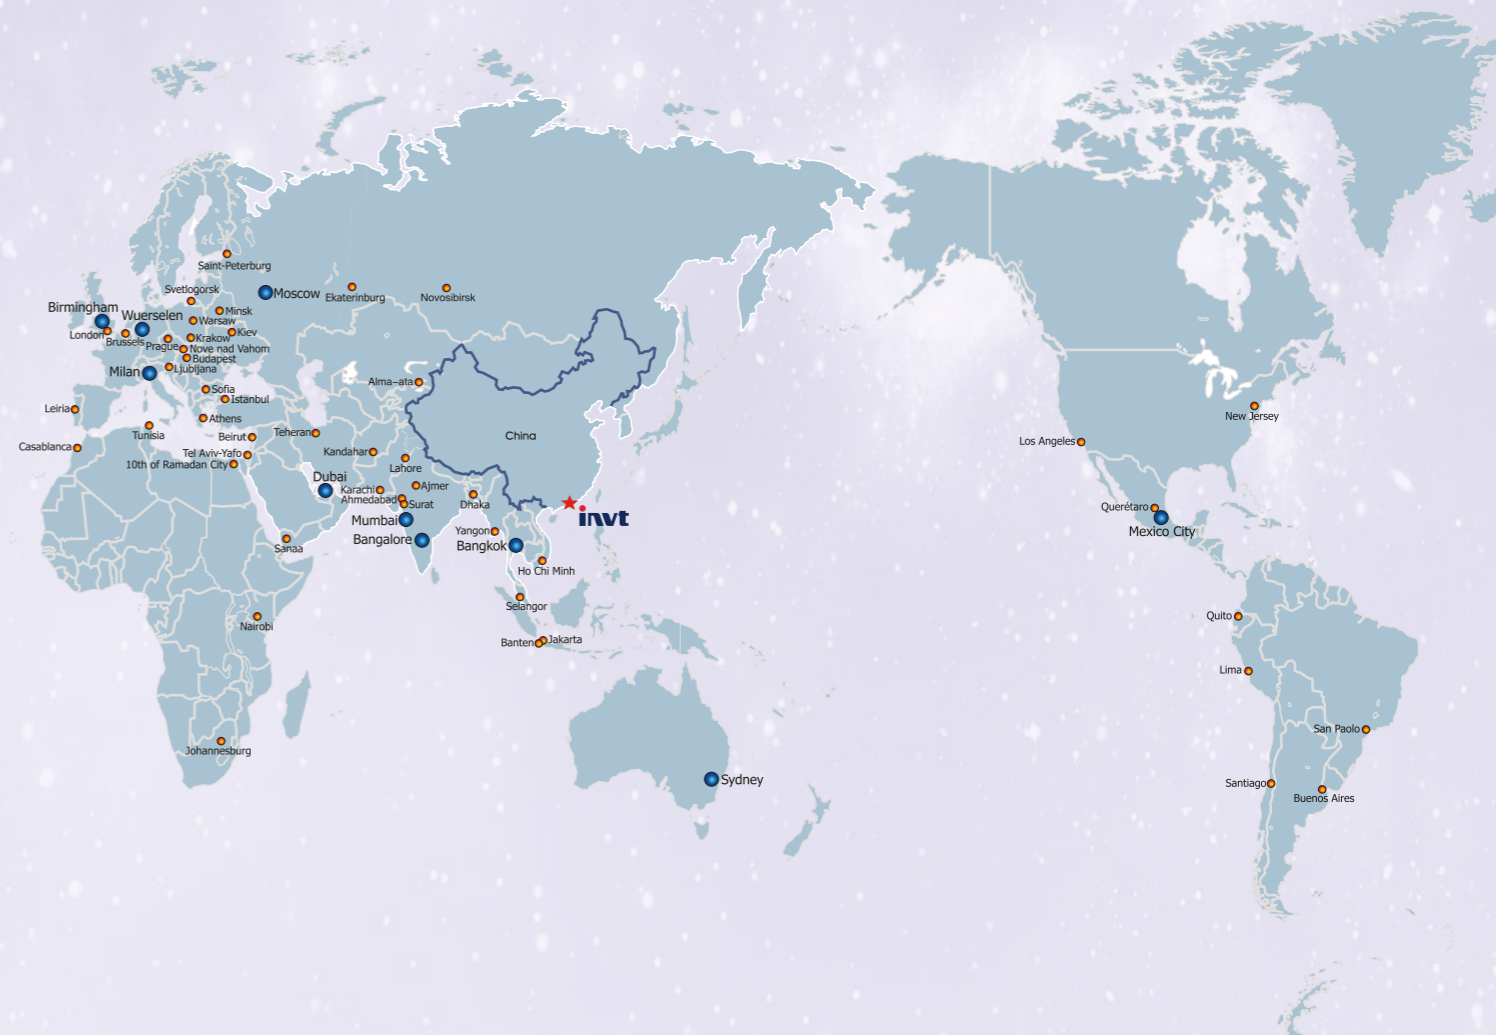 Saint-Peterburg
Svetlogorsk
Moscow
Ekaterinburg
Novosibirsk
Birmingham
Wuerselen
Minsk
Warsaw
London
Brussels
Kiev
Prague
Krakow
Nove nad Vahom
Budapest
Milan
Ljubljana
Alma-ata
Sofia
Istanbul
Leiria
Athens
New Jersey
Tunisia
Beirut
Teheran
China
Los Angeles
Casablanca
Tel Aviv-Yafo
Kandahar
10th of Ramadan City
Lahore
Dubai
Karachi
Ajmer
Ahmedabad
Surat
Dhaka
Querétaro
invt
Mumbai
Yangon
Mexico City
Bangalore
Bangkok
Sanaa
Ho Chi Minh
Selangor
Quito
Nairobi
Banten
Jakarta
Lima
San Paolo
Johannesburg
Sydney
Santiago
Buenos Aires